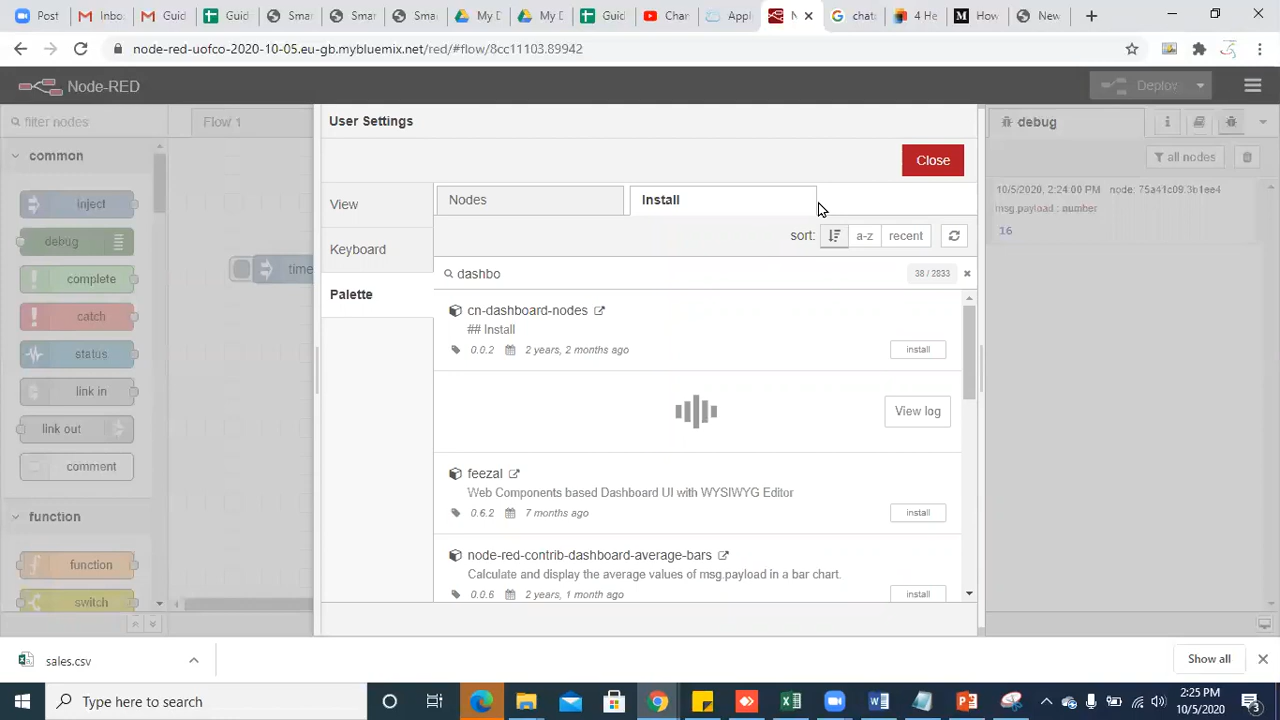 Post
Inb
Guid
Guid
Smar
Smar
Smar
My D
My D
Guid
Char
Appli
N
chat
4 He
How
New
node-red-uofco-2020-10-05.eu-gb.mybluemix.net/red/#flow/8cc11103.89942
Node-RED
Deploy
filter nodes
Flow 1
User Settings
debug
Close
all nodes
common
View
Nodes
Install
10/5/2020, 2:24:00 PM node: 75a41c09.3b1ee4
msg.payload : number
16
inject
debug
Keyboard
sort:
a-z
recent
complete
time
dashbo
38 / 2833
catch
Palette
cn-dashboard-nodes
## Install
0.0.2
2 years, 2 months ago
install
status
link in
View log
link out
comment
feezal
Web Components based Dashboard UI with WYSIWYG Editor
0.6.2
7 months ago
install
function
function
node-red-contrib-dashboard-average-bars
Calculate and display the average values of msg.payload in a bar chart.
0.0.6
2 years, 1 month ago
install
switch
sales.csv
Show all
Type here to search
2:25 PM
10/5/2020
3